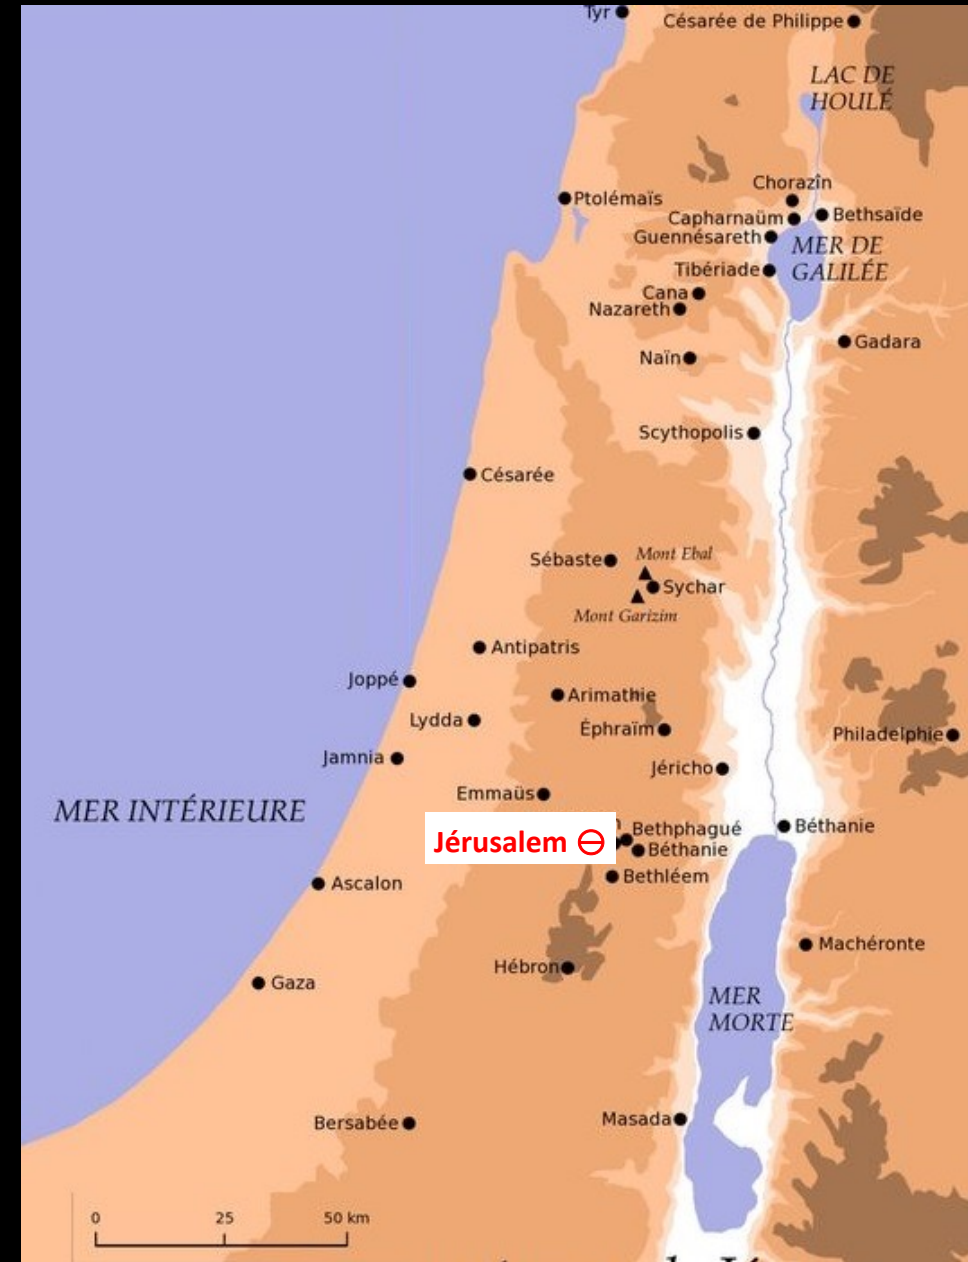 Tyr
Césarée de Philippe
LAC DE
HOULÉ
Chorazîn
Ptolémaïs
Capharnaüm
Bethsaïde
Guennésareth
MER DE
GALILÉE
Tibériade
Cana
Nazareth
Gadara
Naïn
Scythopolis
Césarée
Sébaste
Mont Ebal
Sychar
Mont Garizim
Antipatris
Joppé
Arimathie
Lydda
Éphraïm
Philadelphie
Jamnia
Jéricho
Emmaüs
MER INTÉRIEURE
Bethphagué
Béthanie
Jérusalem
Béthanie
Bethléem
Ascalon
Machéronte
Hébron
Gaza
MER
MORTE
Bersabée
Masada
0 25 50 km